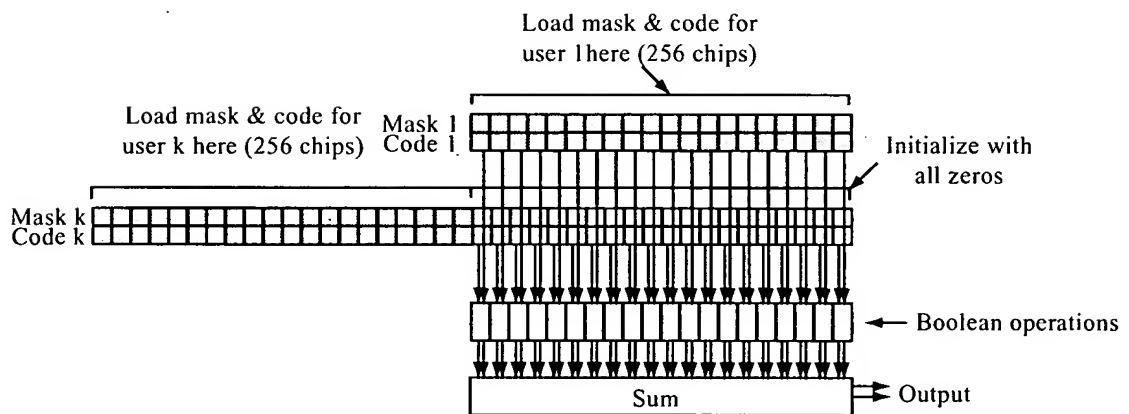 Load mask & code for
user 1here (256 chips)
Load mask & code for
user k here (256 chips)
Mask 1
Code 1
Initialize with
all zeros
Mask k
Code k
Boolean operations
Sum
Output